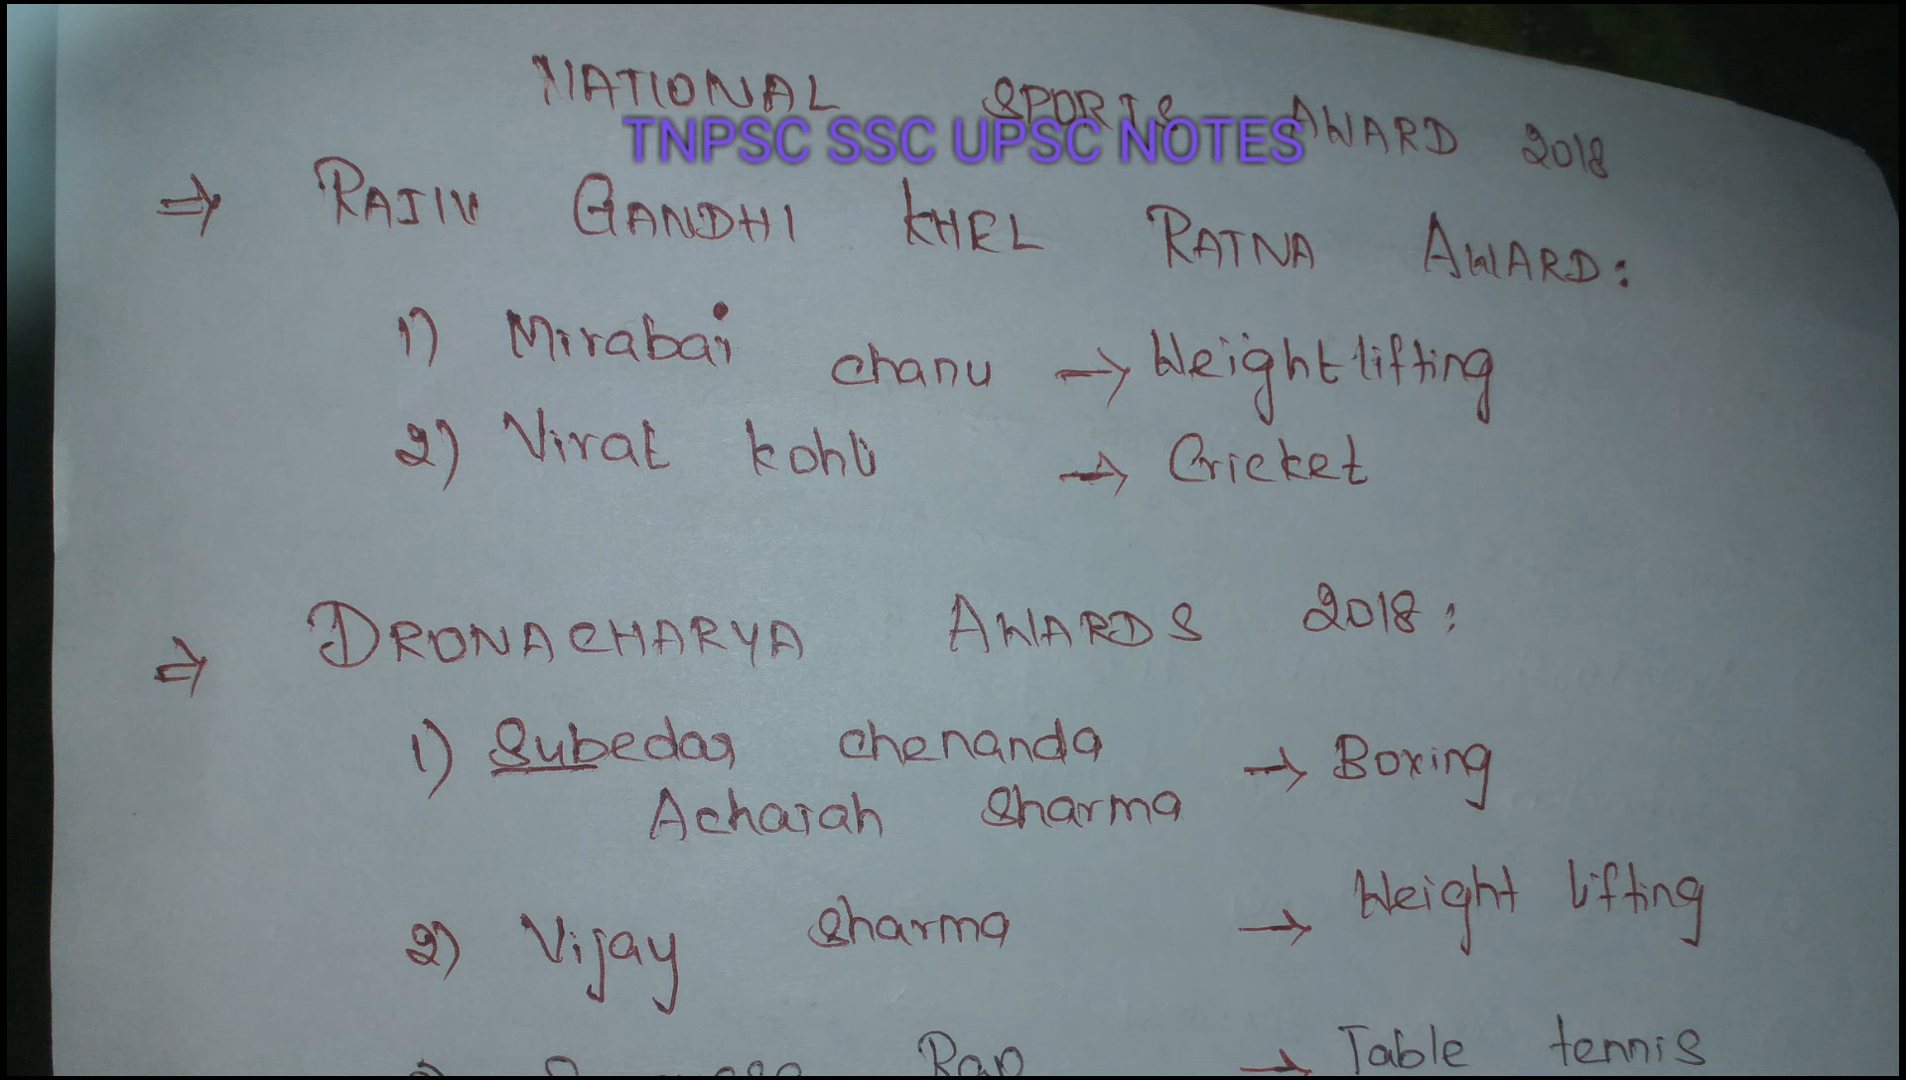 NATIONAL SPORTS AWARD 2018
TNPSC SSC UPSC NOTES
⇒ RAJIV GANDHI KHEL RATNA AWARD:
1) Mirabai chanu → Weightlifting
2) Virat kohli → Cricket
⇒ DRONACHARYA AWARDS 2018:
1) Subedar chenanda → Boxing
Achaiah Sharma
2) Vijay Sharma → Weight lifting
Rao → Table tennis